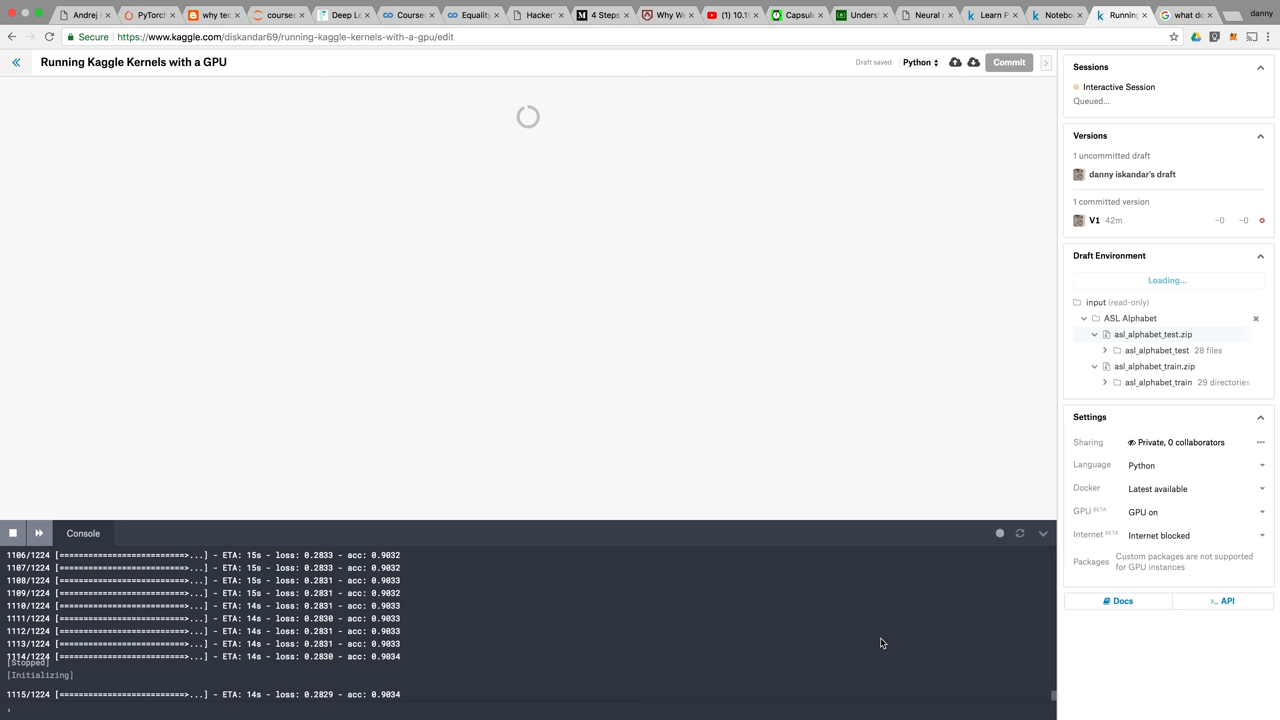 Andrej
PyTorch
why tec
courses
Deep Le
Course
Equality
Hacker
4 Steps
Why W
(1) 10.1
Capsule
Unders
Neural
Learn P
Notebo
Runnin
what do
danny
Secure
https://www.kaggle.com/diskandar69/running-kaggle-kernels-with-a-gpu/edit
Running Kaggle Kernels with a GPU
Draft saved
Python
Commit
Sessions
Interactive Session
Queued...
Versions
1 uncommitted draft
danny iskandar's draft
1 committed version
V1 42m −0 −0
Draft Environment
Loading...
input (read-only)
ASL Alphabet
asl_alphabet_test.zip
asl_alphabet_test 28 files
asl_alphabet_train.zip
asl_alphabet_train 29 directories
Settings
Sharing Private, 0 collaborators
Language Python
Docker Latest available
GPU BETA GPU on
Internet BETA Internet blocked
Packages Custom packages are not supported
for GPU instances
Docs
>_ API
Console
1106/1224 [==========================>...] - ETA: 15s - loss: 0.2833 - acc: 0.9032
1107/1224 [==========================>...] - ETA: 15s - loss: 0.2833 - acc: 0.9032
1108/1224 [==========================>...] - ETA: 15s - loss: 0.2831 - acc: 0.9033
1109/1224 [==========================>...] - ETA: 15s - loss: 0.2831 - acc: 0.9032
1110/1224 [==========================>...] - ETA: 14s - loss: 0.2831 - acc: 0.9033
1111/1224 [==========================>...] - ETA: 14s - loss: 0.2830 - acc: 0.9033
1112/1224 [==========================>...] - ETA: 14s - loss: 0.2831 - acc: 0.9033
1113/1224 [==========================>...] - ETA: 14s - loss: 0.2831 - acc: 0.9033
1114/1224 [==========================>...] - ETA: 14s - loss: 0.2830 - acc: 0.9034
[Stopped]
[Initializing]
1115/1224 [==========================>...] - ETA: 14s - loss: 0.2829 - acc: 0.9034